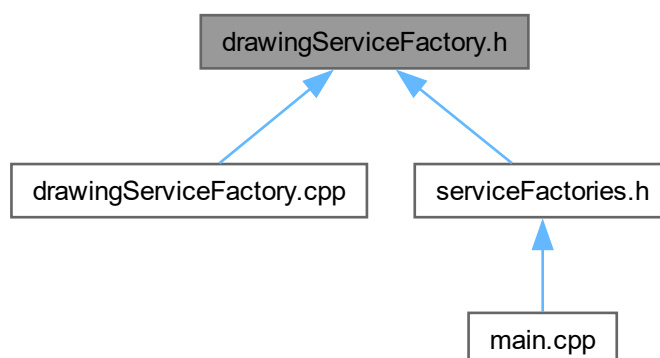 drawingServiceFactory.h
drawingServiceFactory.cpp
serviceFactories.h
main.cpp